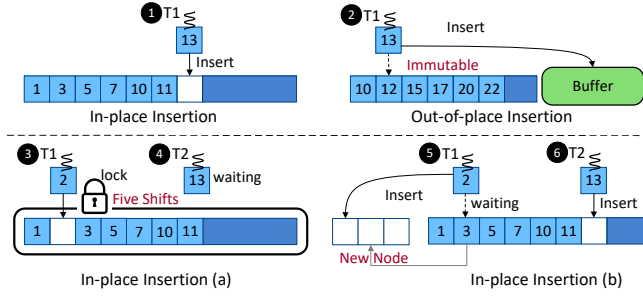 1 T1
13
Insert
1 3 5 7 10 11
In-place Insertion
2 T1
13
Insert
Immutable
10 12 15 17 20 22
Buffer
Out-of-place Insertion
3 T1
2
lock
4 T2
13
waiting
Five Shifts
1 3 5 7 10 11
In-place Insertion (a)
5 T1
2
Insert
waiting
6 T2
13
Insert
1 3 5 7 10 11
New Node
In-place Insertion (b)